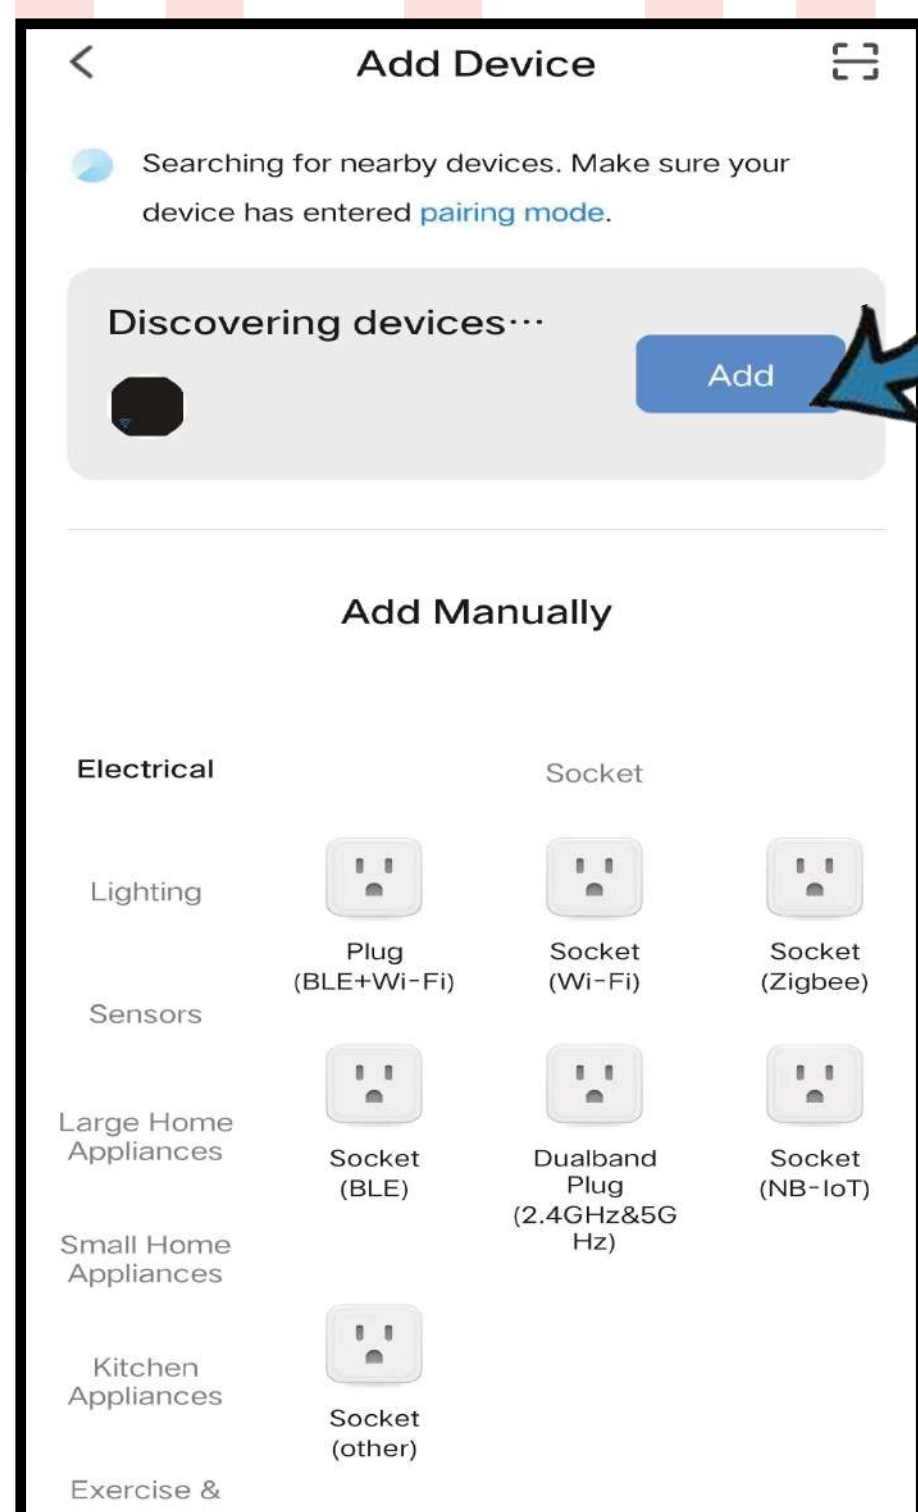 Add Device
Searching for nearby devices. Make sure your
device has entered pairing mode.
Discovering devices···
Add
Add Manually
Electrical
Lighting
Sensors
Large Home
Appliances
Small Home
Appliances
Kitchen
Appliances
Exercise &
Socket
Plug
(BLE+Wi-Fi)
Socket
(Wi-Fi)
Socket
(Zigbee)
Socket
(BLE)
Dualband
Plug
(2.4GHz&5G
Hz)
Socket
(NB-IoT)
Socket
(other)